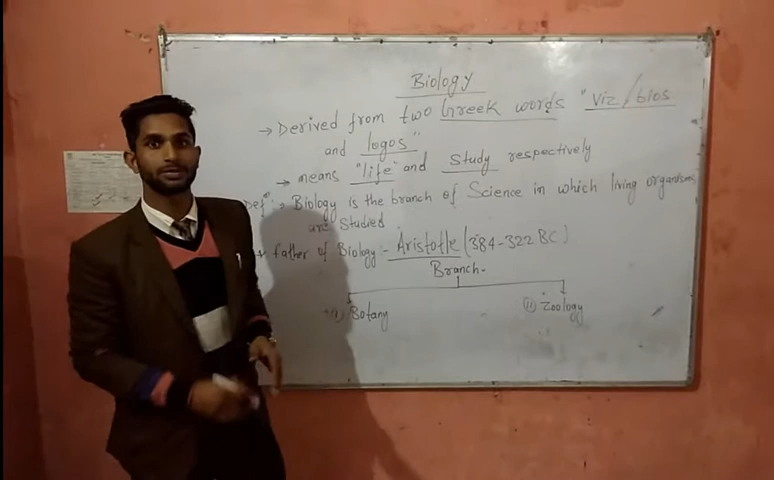 Biology
→ Derived from two Greek words "Viz/bios
and logos"
→ means "life" and study respectively
Defⁿ:- Biology is the branch of Science in which living organisms
are Studied
→ father of Biology:- Aristotle (384-322 BC)
Branch-
(i) Botany (ii) Zoology